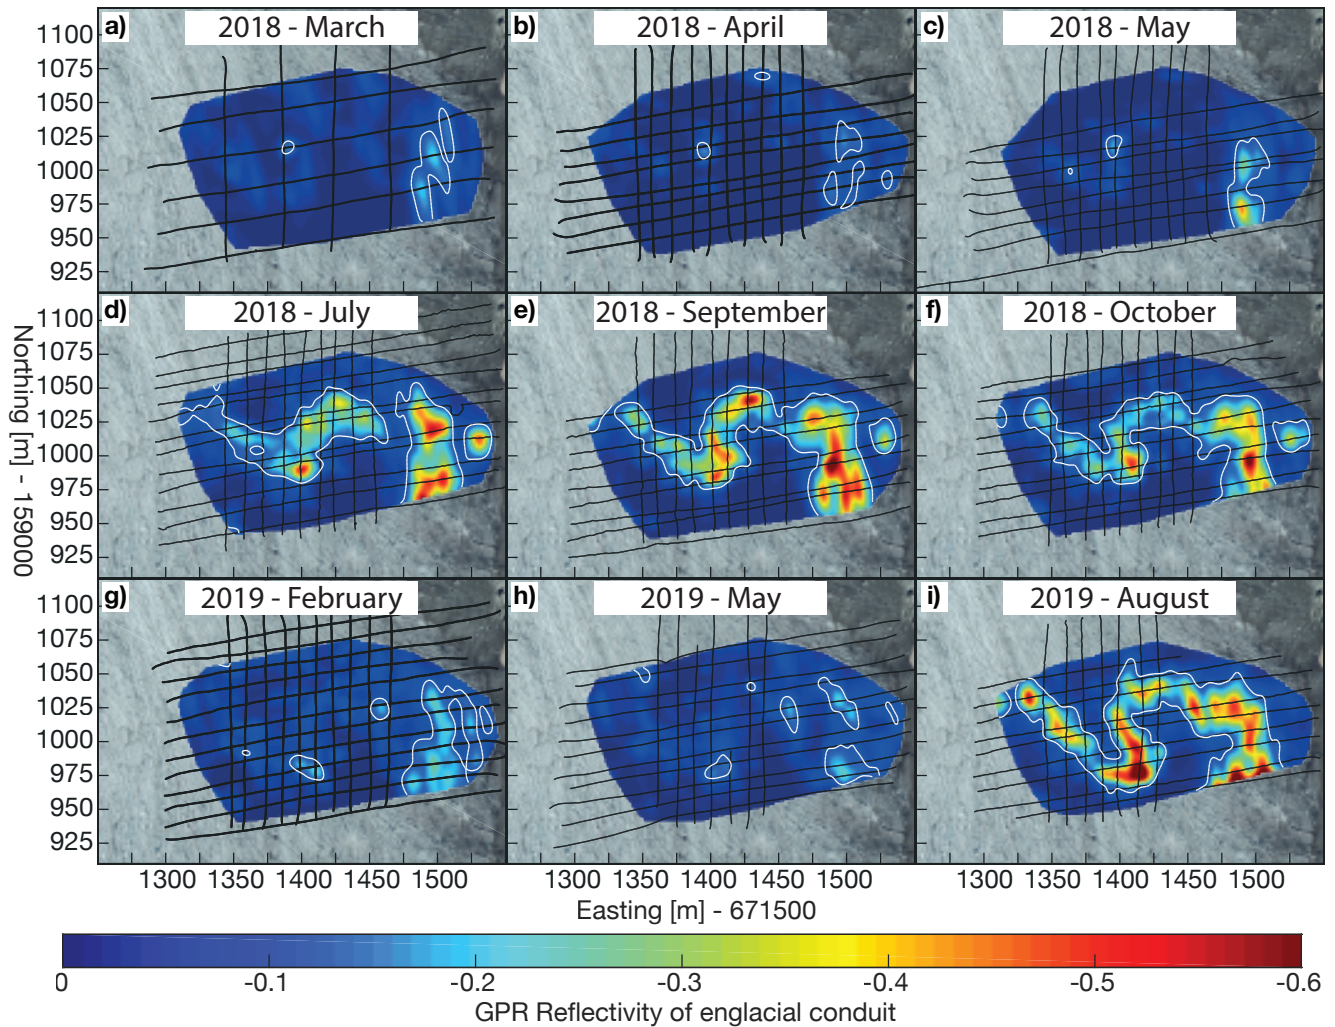 a) 2018 - March
b) 2018 - April
c) 2018 - May
1100
1075
1050
1025
1000
975
950
925
d) 2018 - July
e) 2018 - September
f) 2018 - October
1100
1075
1050
1025
1000
975
950
925
Northing [m] - 159000
g) 2019 - February
h) 2019 - May
i) 2019 - August
1100
1075
1050
1025
1000
975
950
925
1300 1350 1400 1450 1500 1300 1350 1400 1450 1500 1300 1350 1400 1450 1500
Easting [m] - 671500
0 -0.1 -0.2 -0.3 -0.4 -0.5 -0.6
GPR Reflectivity of englacial conduit